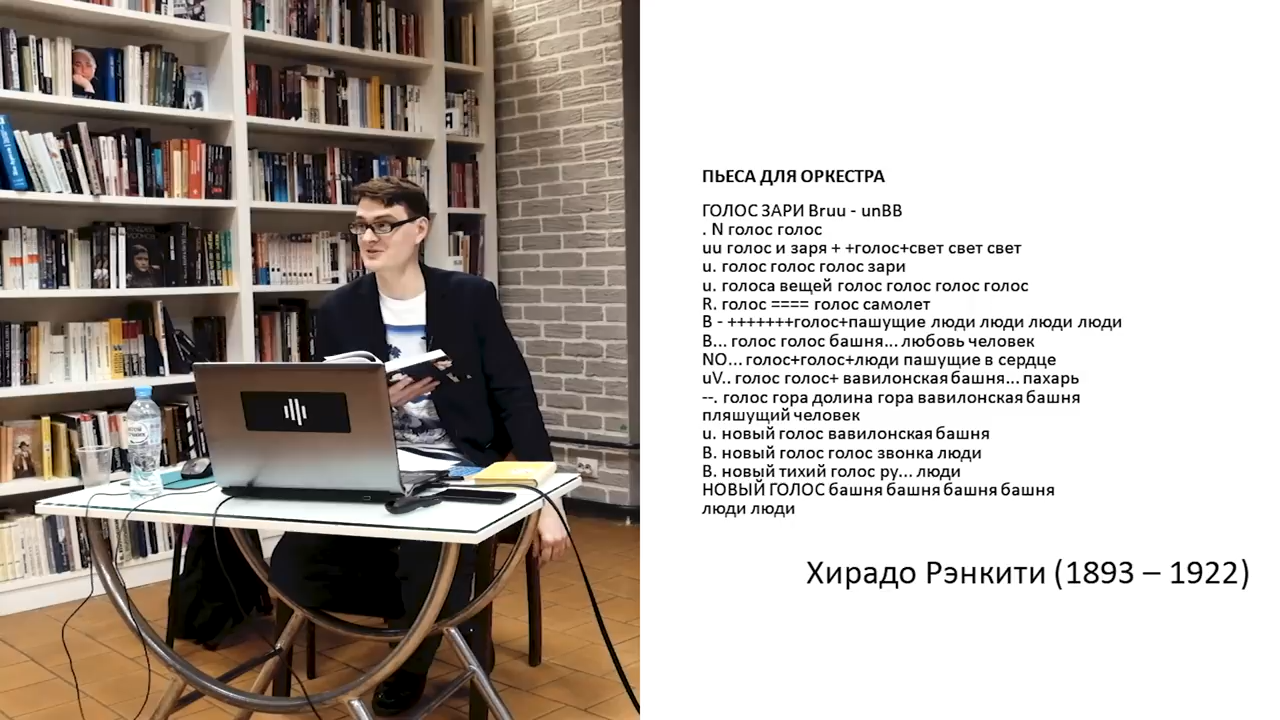 ПЬЕСА ДЛЯ ОРКЕСТРА
ГОЛОС ЗАРИ Bruu - unBB
. N голос голос
uu голос и заря + +голос+свет свет свет
u. голос голос голос зари
u. голоса вещей голос голос голос голос
R. голос ==== голос самолет
B - +++++++голос+пашущие люди люди люди люди
B... голос голос башня... любовь человек
NO... голос+голос+люди пашущие в сердце
uV.. голос голос+ вавилонская башня... пахарь
--. голос гора долина гора вавилонская башня
пляшущий человек
u. новый голос вавилонская башня
B. новый голос голос звонка люди
B. новый тихий голос ру... люди
НОВЫЙ ГОЛОС башня башня башня башня
люди люди
Хирадо Рэнкити (1893 – 1922)